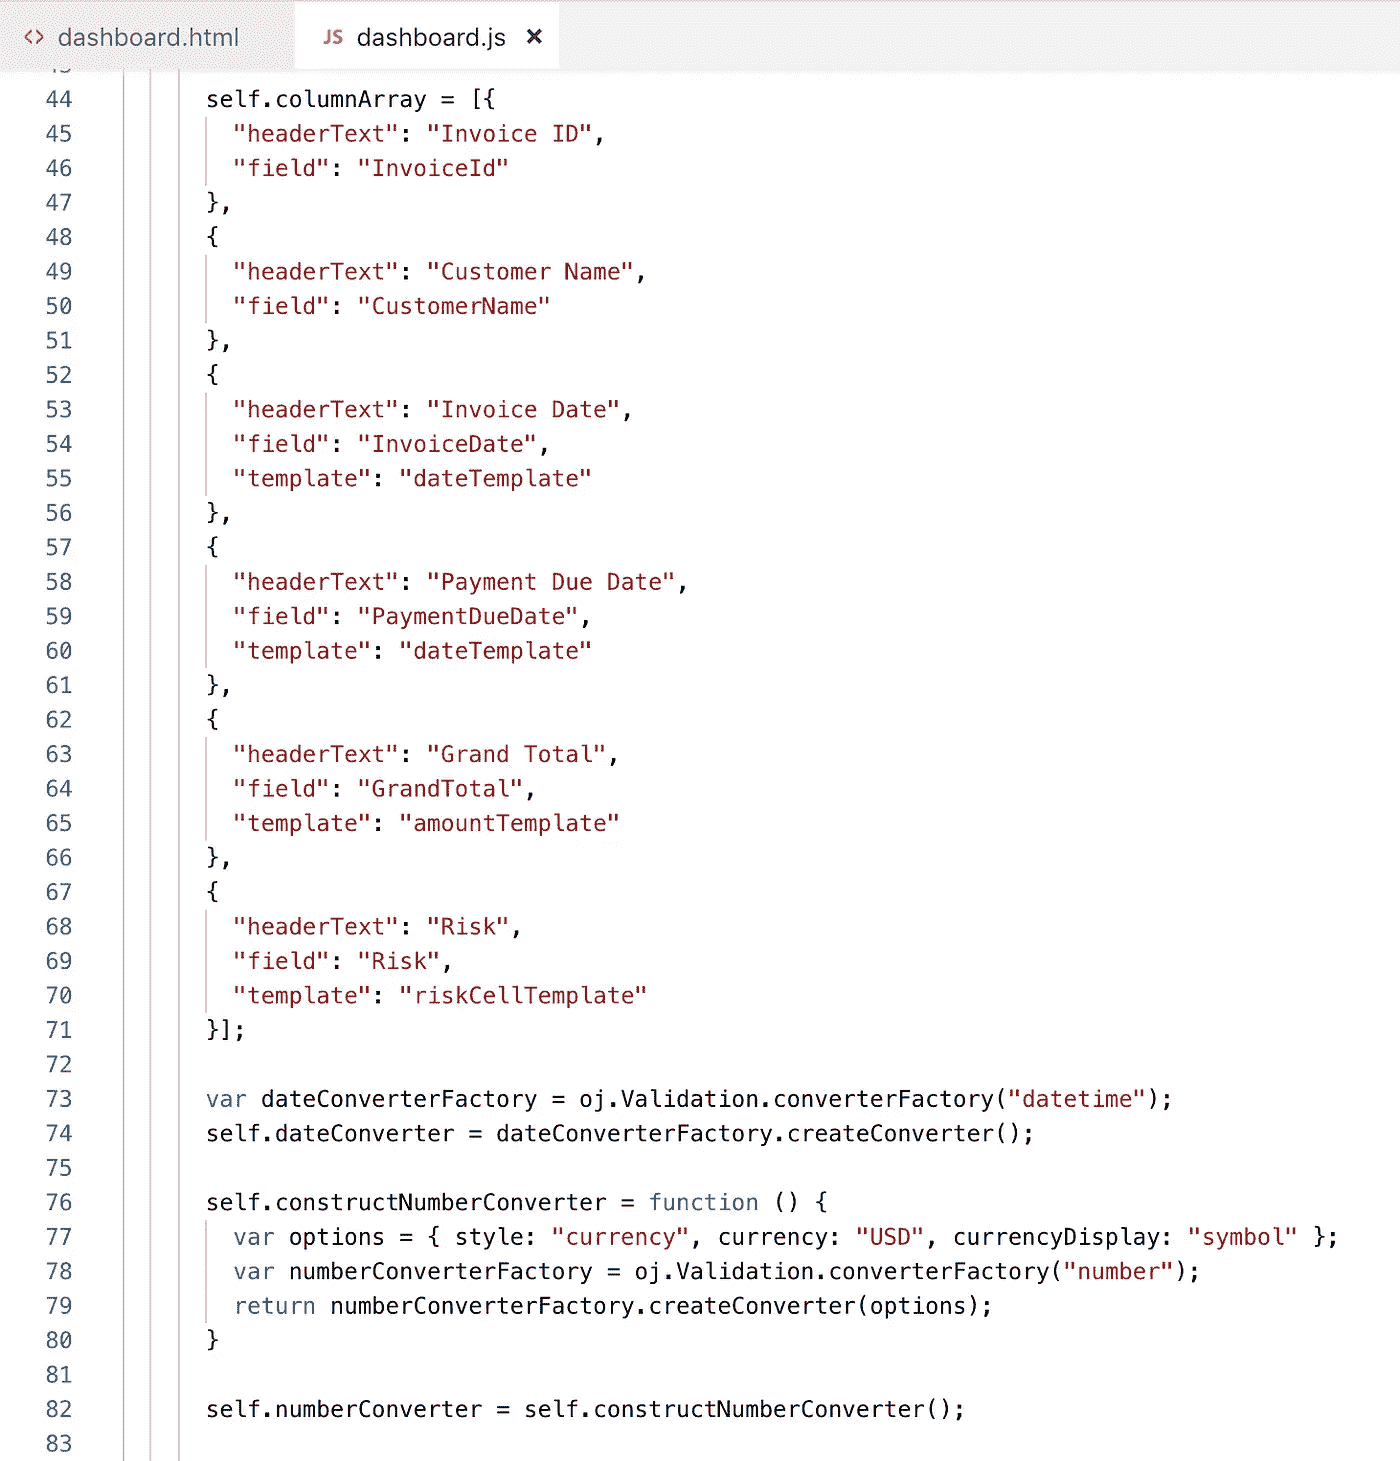 <> dashboard.html JS dashboard.js ×
44 self.columnArray = [{
45 "headerText": "Invoice ID",
46 "field": "InvoiceId"
47 },
48 {
49 "headerText": "Customer Name",
50 "field": "CustomerName"
51 },
52 {
53 "headerText": "Invoice Date",
54 "field": "InvoiceDate",
55 "template": "dateTemplate"
56 },
57 {
58 "headerText": "Payment Due Date",
59 "field": "PaymentDueDate",
60 "template": "dateTemplate"
61 },
62 {
63 "headerText": "Grand Total",
64 "field": "GrandTotal",
65 "template": "amountTemplate"
66 },
67 {
68 "headerText": "Risk",
69 "field": "Risk",
70 "template": "riskCellTemplate"
71 }];
72
73 var dateConverterFactory = oj.Validation.converterFactory("datetime");
74 self.dateConverter = dateConverterFactory.createConverter();
75
76 self.constructNumberConverter = function () {
77 var options = { style: "currency", currency: "USD", currencyDisplay: "symbol" };
78 var numberConverterFactory = oj.Validation.converterFactory("number");
79 return numberConverterFactory.createConverter(options);
80 }
81
82 self.numberConverter = self.constructNumberConverter();
83